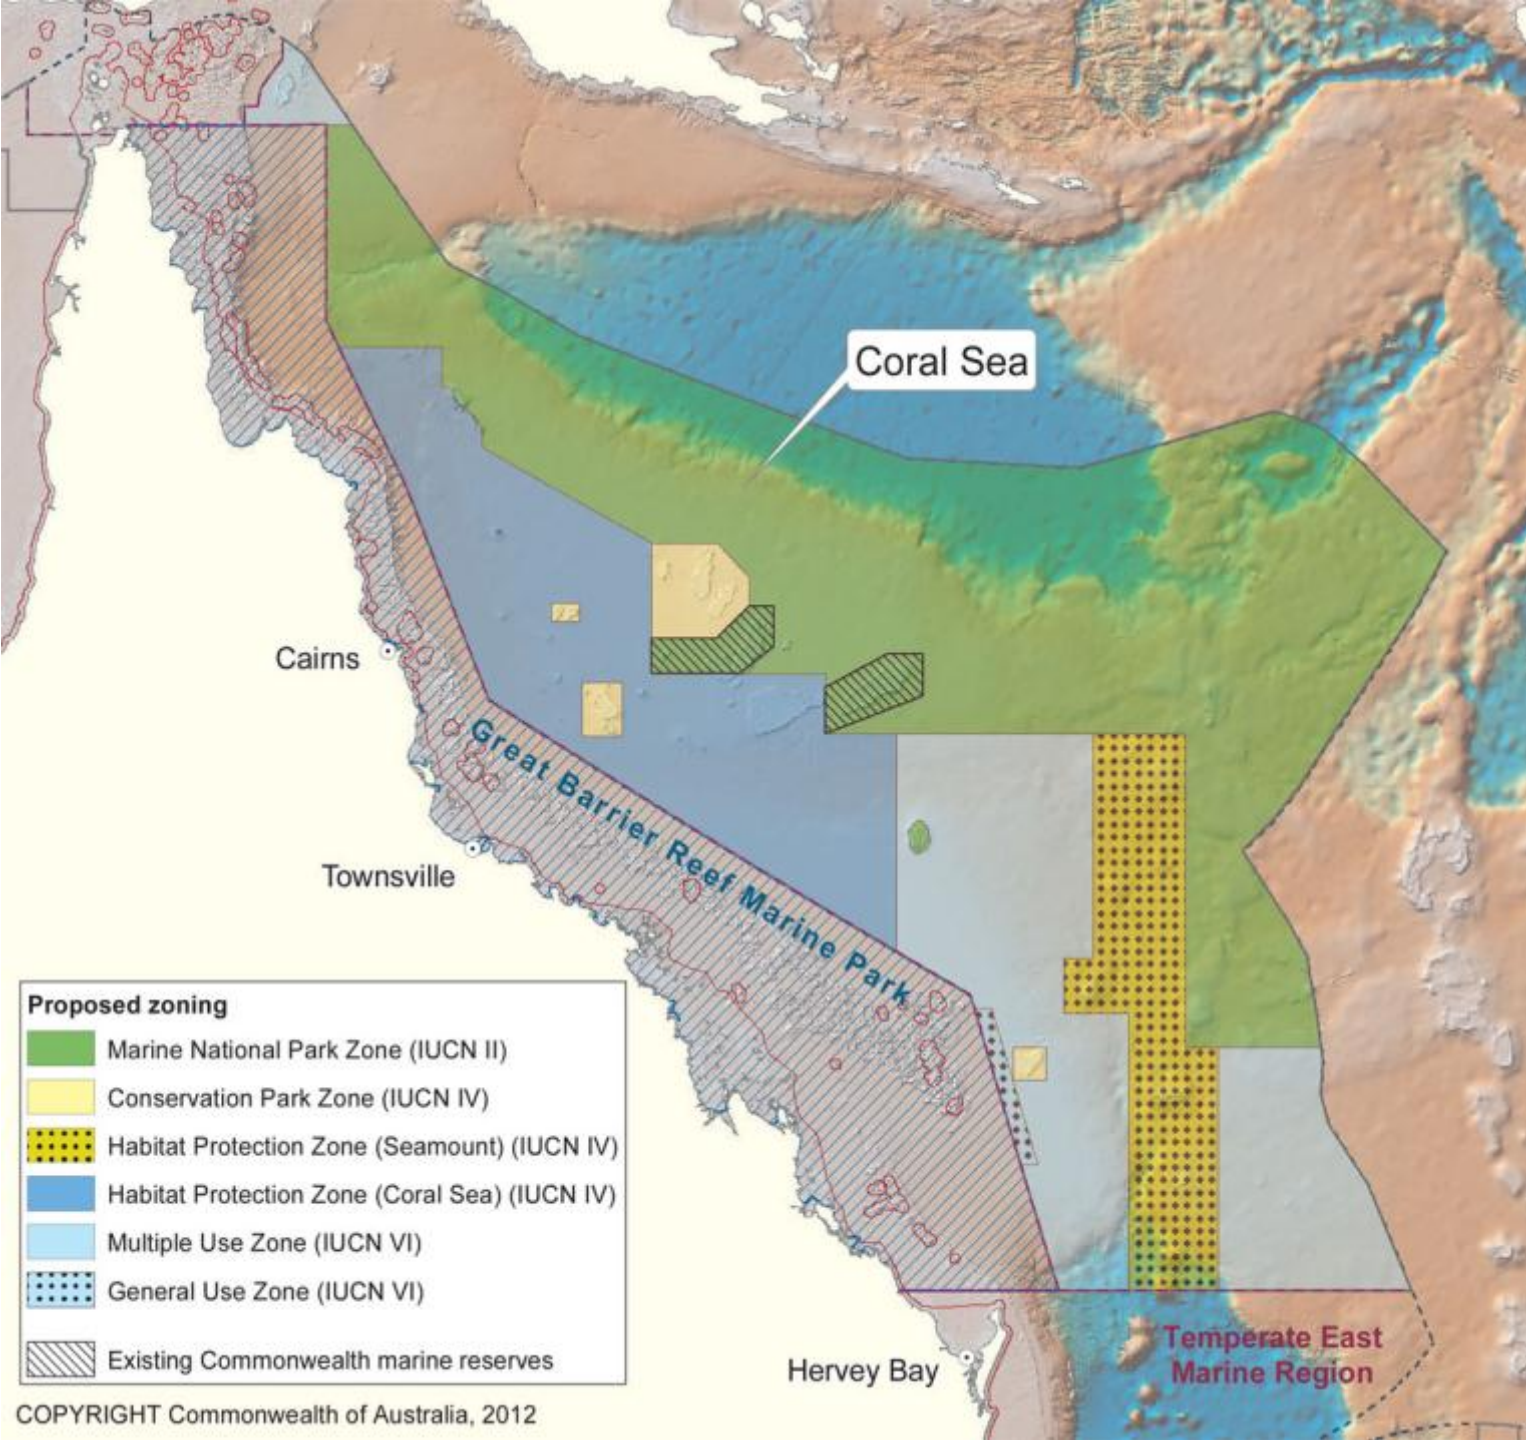 Coral Sea
Cairns
Great Barrier Reef Marine Park
Townsville
Proposed zoning
Marine National Park Zone (IUCN II)
Conservation Park Zone (IUCN IV)
Habitat Protection Zone (Seamount) (IUCN IV)
Habitat Protection Zone (Coral Sea) (IUCN IV)
Multiple Use Zone (IUCN VI)
General Use Zone (IUCN VI)
Existing Commonwealth marine reserves
Temperate East
Marine Region
Hervey Bay
COPYRIGHT Commonwealth of Australia, 2012